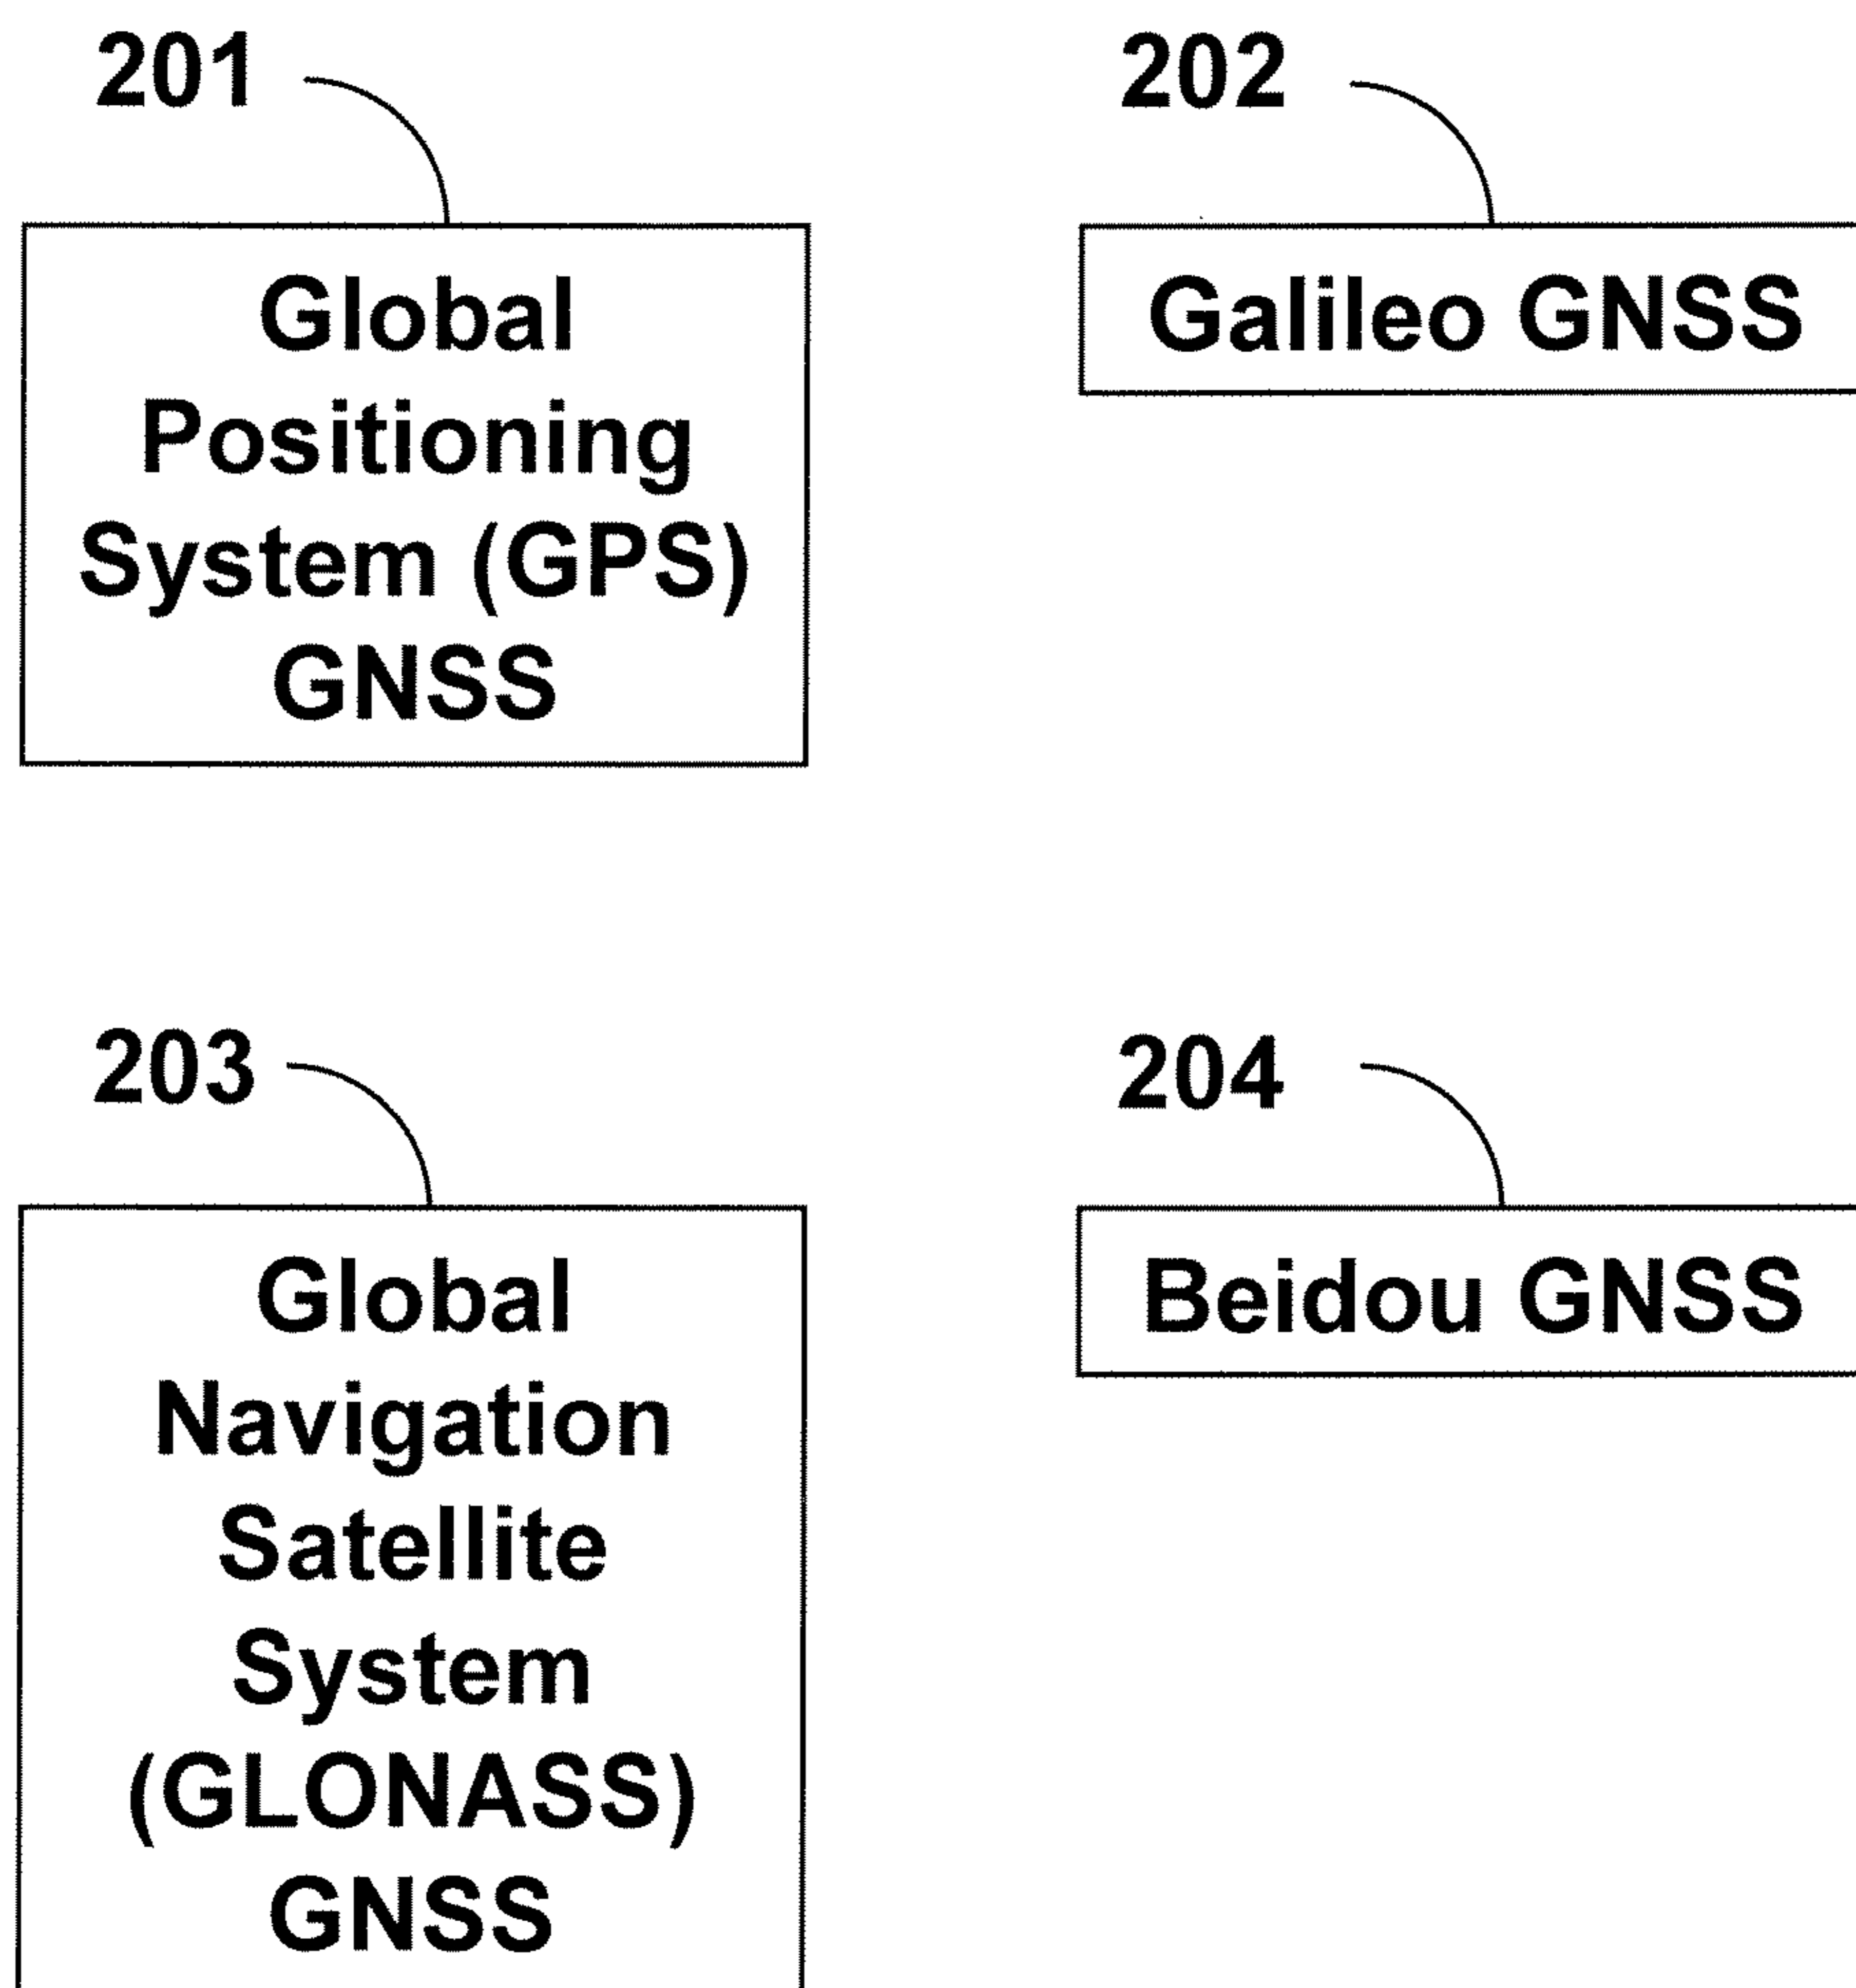 201
Global
Positioning
System (GPS)
GNSS
202
Galileo GNSS
203
Global
Navigation
Satellite
System
(GLONASS)
GNSS
204
Beidou GNSS